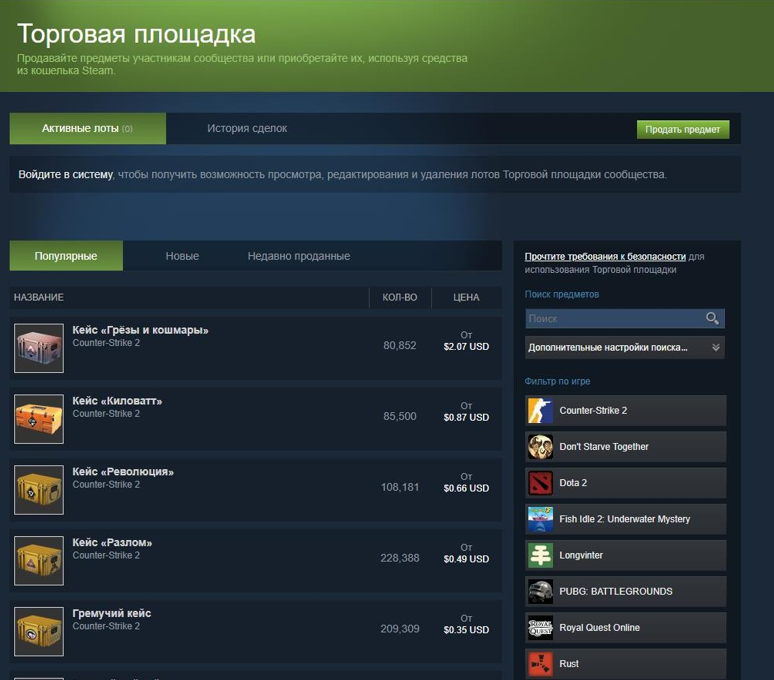 Торговая площадка
Продавайте предметы участникам сообщества или приобретайте их, используя средства
из кошелька Steam.
Активные лоты (0)
История сделок
Продать предмет
Войдите в систему, чтобы получить возможность просмотра, редактирования и удаления лотов Торговой площадки сообщества.
Популярные
Новые
Недавно проданные
НАЗВАНИЕ
КОЛ-ВО
ЦЕНА
Кейс «Грёзы и кошмары»
Counter-Strike 2
80,852
От
$2.07 USD
Кейс «Киловатт»
Counter-Strike 2
85,500
От
$0.87 USD
Кейс «Революция»
Counter-Strike 2
108,181
От
$0.66 USD
Кейс «Разлом»
Counter-Strike 2
228,388
От
$0.49 USD
Гремучий кейс
Counter-Strike 2
209,309
От
$0.35 USD
Прочтите требования к безопасности для
использования Торговой площадки
Поиск предметов
Поиск
Дополнительные настройки поиска...
Фильтр по игре
Counter-Strike 2
Don't Starve Together
Dota 2
Fish Idle 2: Underwater Mystery
Longvinter
PUBG: BATTLEGROUNDS
ROYAL
QUEST
Royal Quest Online
Rust